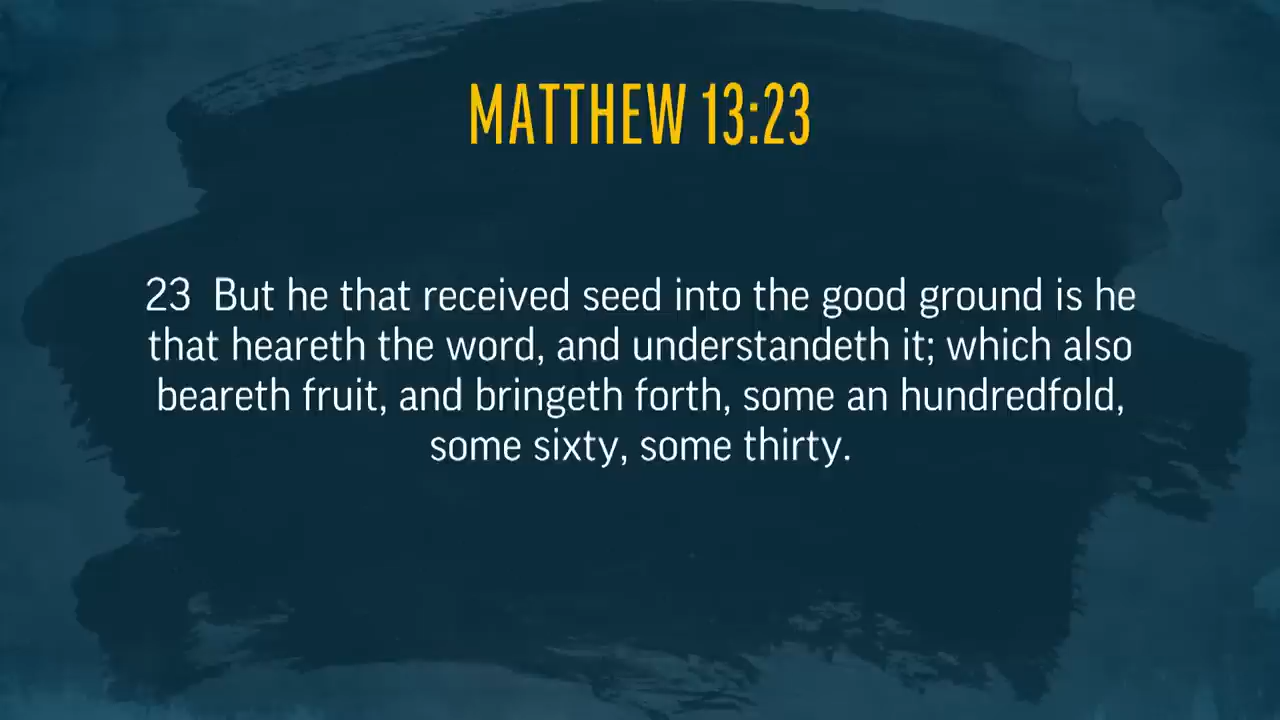 MATTHEW 13:23
23 But he that received seed into the good ground is he
that heareth the word, and understandeth it; which also
beareth fruit, and bringeth forth, some an hundredfold,
some sixty, some thirty.